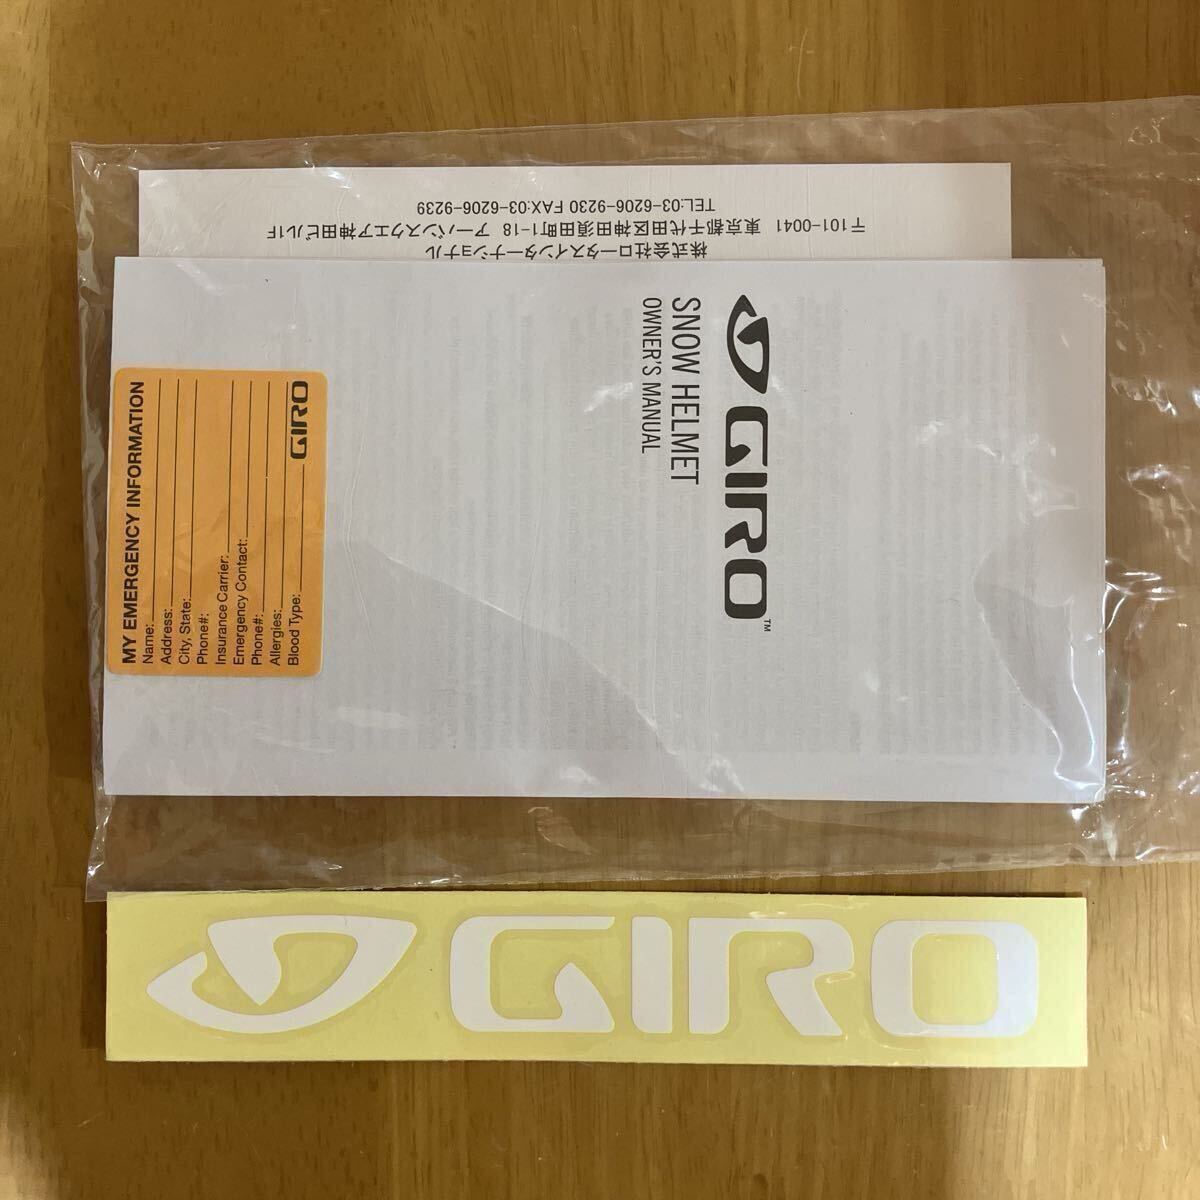 株式会社ロータスインターナショナル
〒101-0041 東京都千代田区神田須田町1-18 アーバンスクエア神田ビル1F
TEL:03-6206-9230 FAX:03-6206-9239
GIRO™
SNOW HELMET
OWNER'S MANUAL
MY EMERGENCY INFORMATION
Name:
Address:
City, State:
Phone#:
Insurance Carrier:
Emergency Contact:
Phone#:
Allergies:
Blood Type:
GIRO
GIRO